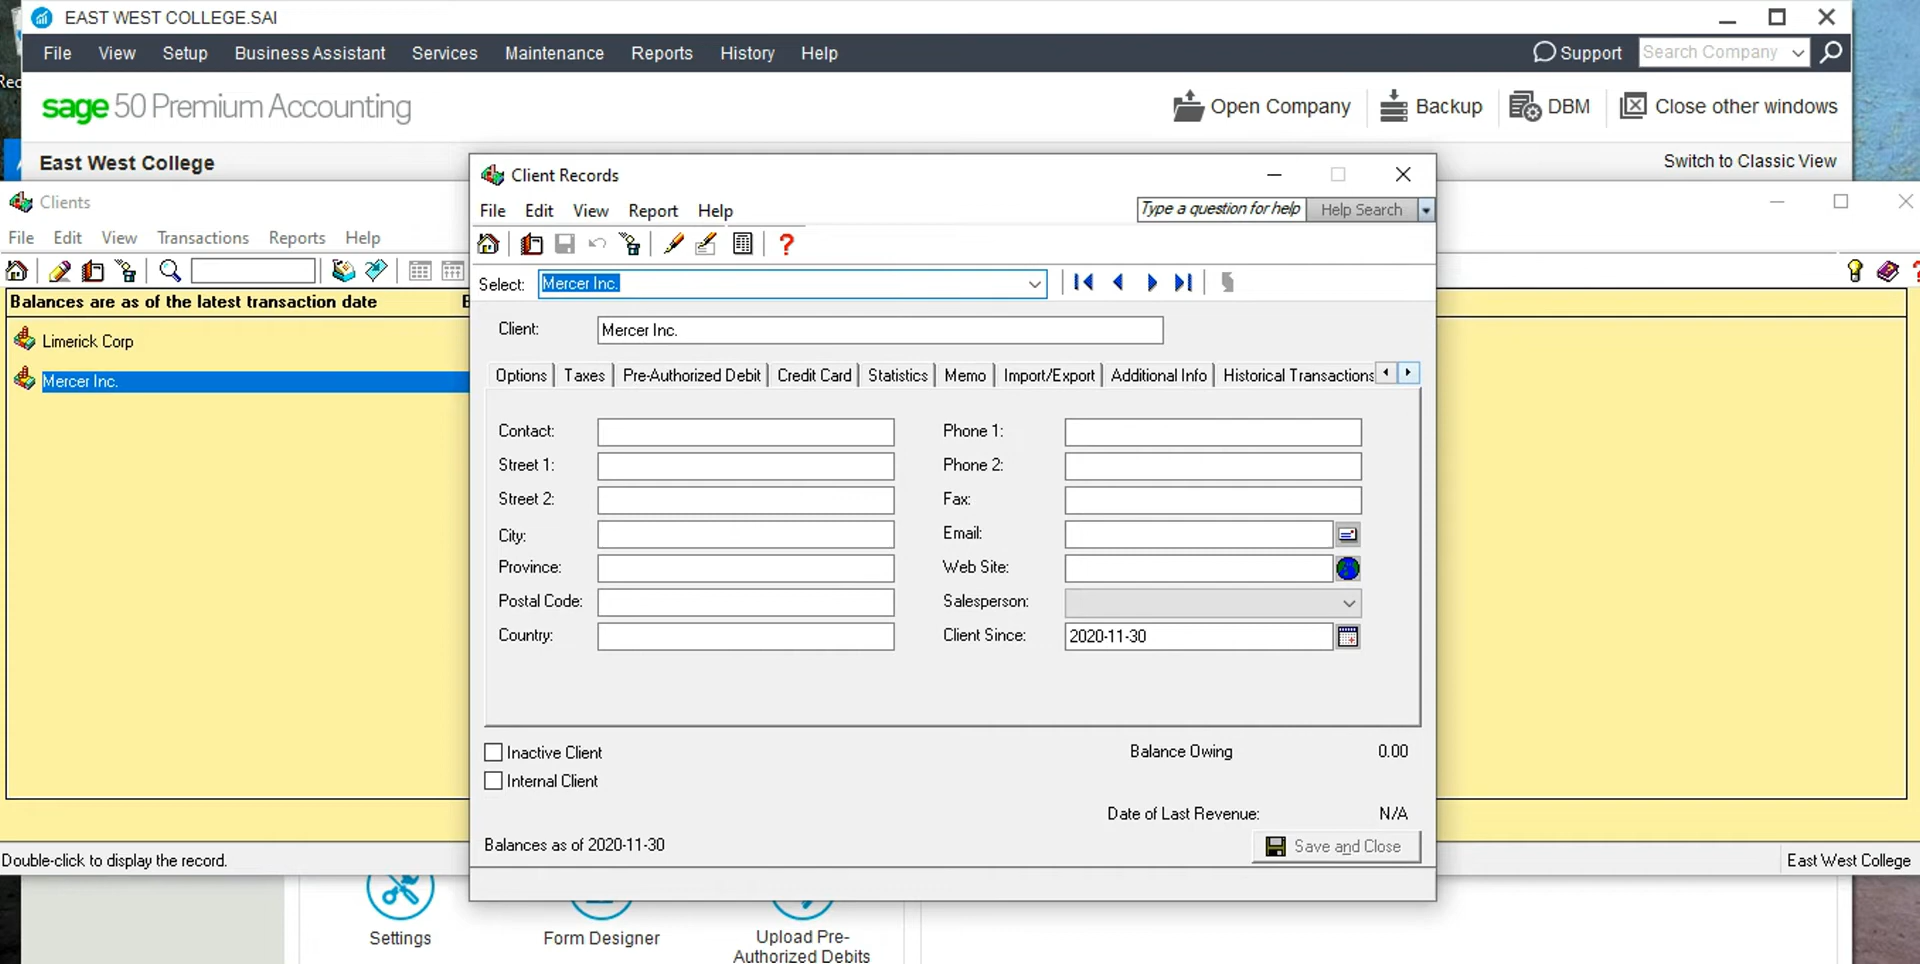 EAST WEST COLLEGE.SAI
File View Setup Business Assistant Services Maintenance Reports History Help Support Search Company
sage 50 Premium Accounting
Open Company Backup DBM Close other windows
East West College
Switch to Classic View
Clients
File Edit View Transactions Reports Help
Balances are as of the latest transaction date
Limerick Corp
Mercer Inc.
Client Records
File Edit View Report Help
Type a question for help Help Search
Select: Mercer Inc.
Client: Mercer Inc.
Options Taxes Pre-Authorized Debit Credit Card Statistics Memo Import/Export Additional Info Historical Transactions
Contact: Phone 1:
Street 1: Phone 2:
Street 2: Fax:
City: Email:
Province: Web Site:
Postal Code: Salesperson:
Country: Client Since: 2020-11-30
Inactive Client Balance Owing 0.00
Internal Client
Date of Last Revenue: N/A
Balances as of 2020-11-30
Save and Close
Double-click to display the record.
East West College
Settings
Form Designer
Upload Pre-
Authorized Debits